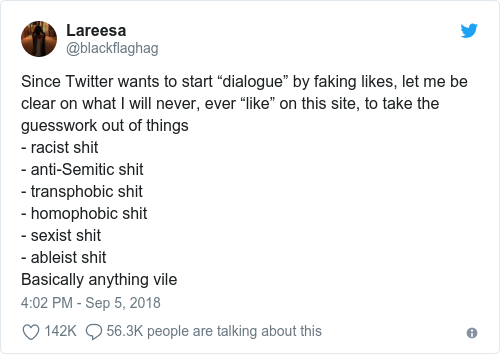 Lareesa
@blackflaghag
Since Twitter wants to start “dialogue” by faking likes, let me be
clear on what I will never, ever “like” on this site, to take the
guesswork out of things
- racist shit
- anti-Semitic shit
- transphobic shit
- homophobic shit
- sexist shit
- ableist shit
Basically anything vile
4:02 PM - Sep 5, 2018
142K 56.3K people are talking about this